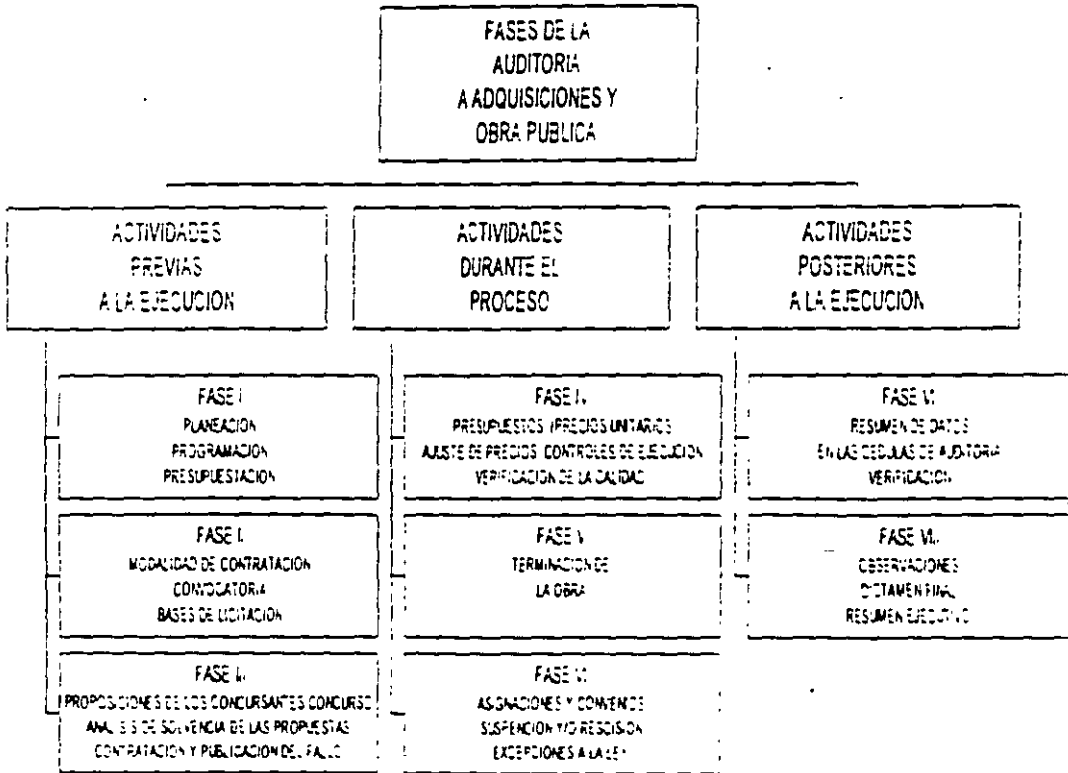 FASES DE LA
AUDITORIA
A ADQUISICIONES Y
OBRA PUBLICA
ACTIVIDADES
PREVIAS
A LA EJECUCION
ACTIVIDADES
DURANTE EL
PROCESO
ACTIVIDADES
POSTERIORES
A LA EJECUCION
FASE I
PLANEACION
PROGRAMACION
PRESUPUESTACION
FASE II
MODALIDAD DE CONTRATACION
CONVOCATORIA
BASES DE LICITACION
FASE III
PROPOSICIONES DE LOS CONCURSANTES CONCURSO
ANALISIS DE SOLVENCIA DE LAS PROPUESTAS
CONTRATACION Y PUBLICACION DEL FALLO
FASE IV
PRESUPUESTOS (PRECIOS UNITARIOS
AJUSTE DE PRECIOS, CONTROLES DE EJECUCION
VERIFICACION DE LA CALIDAD
FASE V
TERMINACION DE
LA OBRA
FASE VI
ASIGNACIONES Y CONVENIOS
SUSPENCION Y/O RESCISION
EXCEPCIONES A LA LEY
FASE
RESUMEN DE DATOS
EN LAS CEDULAS DE AUDITORIA
VERIFICACION
FASE
OBSERVACIONES
DICTAMEN FINAL
RESUMEN EJECUTIVO